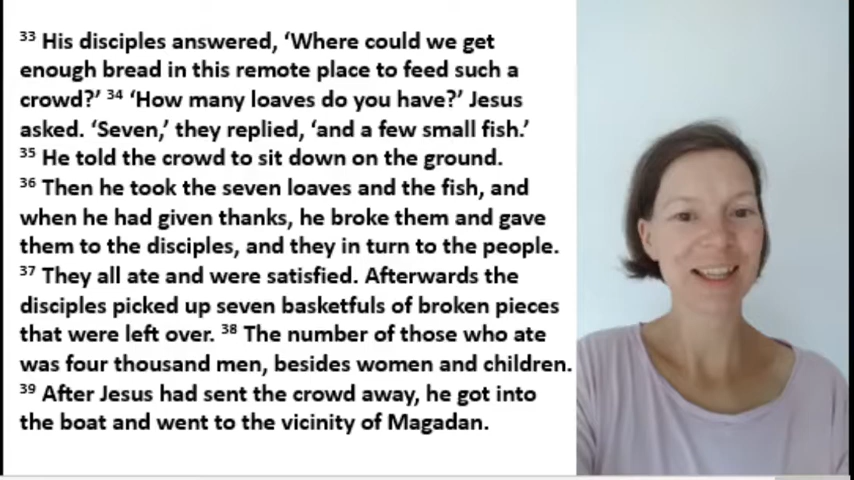 ³³ His disciples answered, ‘Where could we get
enough bread in this remote place to feed such a
crowd?’ ³⁴ ‘How many loaves do you have?’ Jesus
asked. ‘Seven,’ they replied, ‘and a few small fish.’
³⁵ He told the crowd to sit down on the ground.
³⁶ Then he took the seven loaves and the fish, and
when he had given thanks, he broke them and gave
them to the disciples, and they in turn to the people.
³⁷ They all ate and were satisfied. Afterwards the
disciples picked up seven basketfuls of broken pieces
that were left over. ³⁸ The number of those who ate
was four thousand men, besides women and children.
³⁹ After Jesus had sent the crowd away, he got into
the boat and went to the vicinity of Magadan.